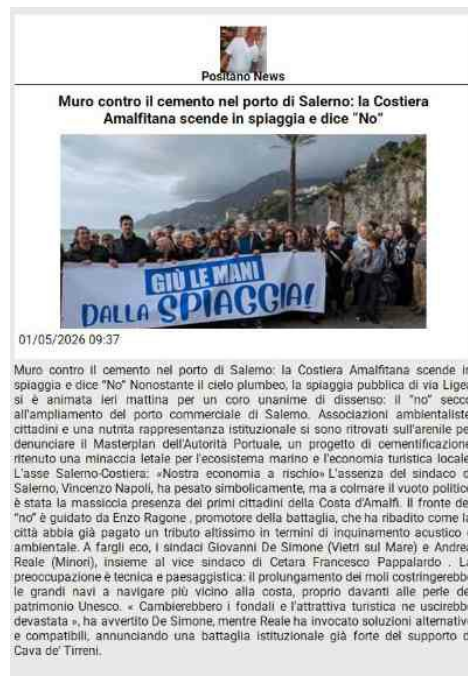 Positano News
Muro contro il cemento nel porto di Salerno: la Costiera
Amalfitana scende in spiaggia e dice "No"
GIÙ LE MANI
DALLA SPIAGGIA!
01/05/2026 09:37
Muro contro il cemento nel porto di Salerno: la Costiera Amalfitana scende in
spiaggia e dice "No" Nonostante il cielo plumbeo, la spiaggia pubblica di via Ligea
si è animata ieri mattina per un coro unanime di dissenso: il "no" secco
all'ampliamento del porto commerciale di Salerno. Associazioni ambientaliste
cittadini e una nutrita rappresentanza istituzionale si sono ritrovati sull'arenile pe
denunciare il Masterplan dell'Autorità Portuale, un progetto di cementificazione
ritenuto una minaccia letale per l'ecosistema marino e l'economia turistica locale
L'asse Salerno-Costiera: «Nostra economia a rischio» L'assenza del sindaco d
Salerno, Vincenzo Napoli, ha pesato simbolicamente, ma a colmare il vuoto politico
è stata la massiccia presenza dei primi cittadini della Costa d'Amalfi. Il fronte de
"no" è guidato da Enzo Ragone , promotore della battaglia, che ha ribadito come la
città abbia già pagato un tributo altissimo in termini di inquinamento acustico e
ambientale. A fargli eco, i sindaci Giovanni De Simone (Vietri sul Mare) e Andrea
Reale (Minori), insieme al vice sindaco di Cetara Francesco Pappalardo . La
preoccupazione è tecnica e paesaggistica: il prolungamento dei moli costringerebbe
le grandi navi a navigare più vicino alla costa, proprio davanti alle perle de
patrimonio Unesco. « Cambierebbero i fondali e l'attrattiva turistica ne uscirebbe
devastata », ha avvertito De Simone, mentre Reale ha invocato soluzioni alternative
e compatibili, annunciando una battaglia istituzionale già forte del supporto d
Cava de' Tirreni.